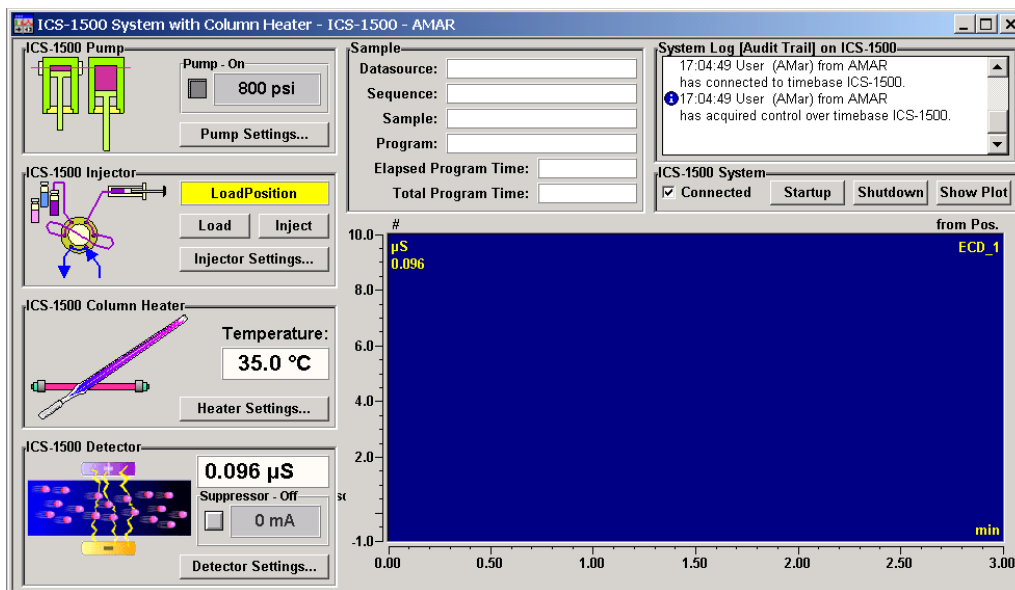 ICS-1500 System with Column Heater - ICS-1500 - AMAR
ICS-1500 Pump
Pump - On
800 psi
Pump Settings...
ICS-1500 Injector
LoadPosition
Load
Inject
Injector Settings...
ICS-1500 Column Heater
Temperature:
35.0 °C
Heater Settings...
ICS-1500 Detector
0.096 µS
Suppressor - Off
0 mA
Detector Settings...
Sample
Datasource:
Sequence:
Sample:
Program:
Elapsed Program Time:
Total Program Time:
System Log [Audit Trail] on ICS-1500
17:04:49 User (AMar) from AMAR
has connected to timebase ICS-1500.
17:04:49 User (AMar) from AMAR
has acquired control over timebase ICS-1500.
ICS-1500 System
Connected
Startup
Shutdown
Show Plot
# from Pos.
µS ECD_1
0.096
10.0
8.0
6.0
4.0
2.0
-1.0
min
0.00 0.50 1.00 1.50 2.00 2.50 3.00